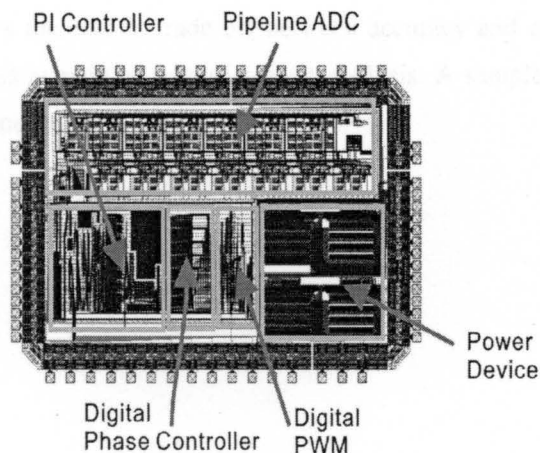 PI Controller
Pipeline ADC
Power
Device
Digital
Phase Controller
Digital
PWM